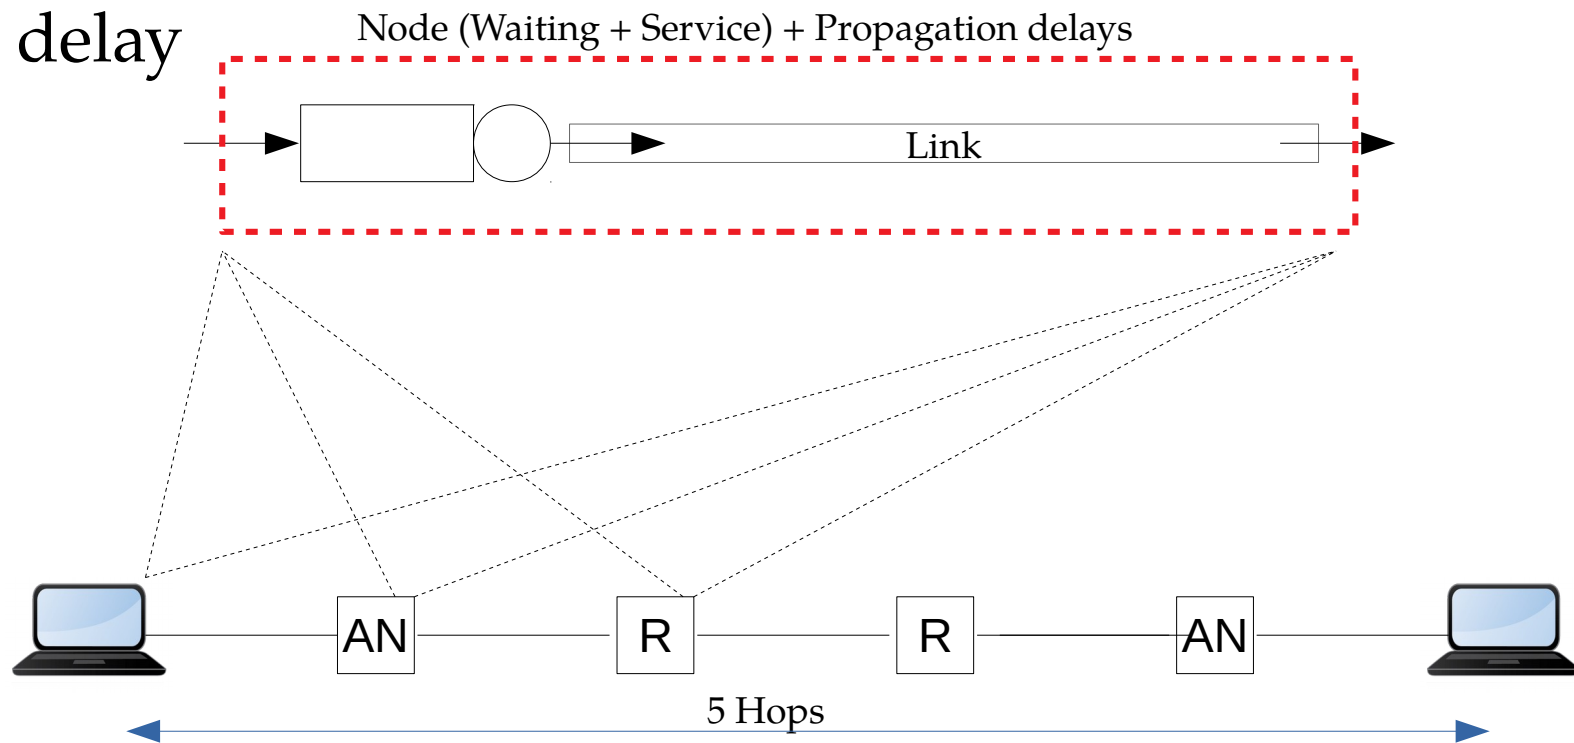 delay
Node (Waiting + Service) + Propagation delays
Link
AN
R
R
AN
5 Hops